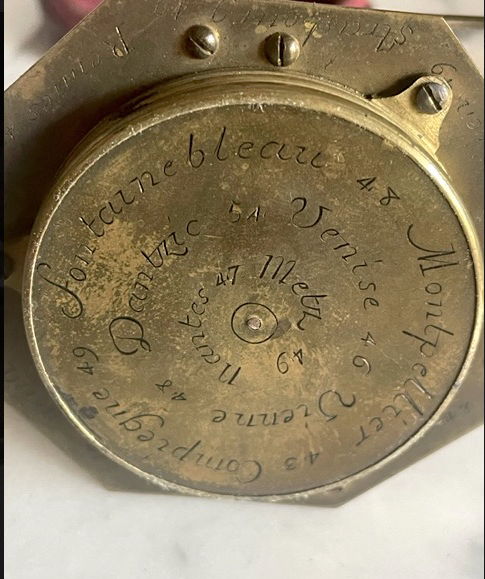 Fontainebleau 48 Montpellier 43 Compiegne 49
Dantzic 54 Venise 46 Vienne 48
Nantes 47 Metz 49